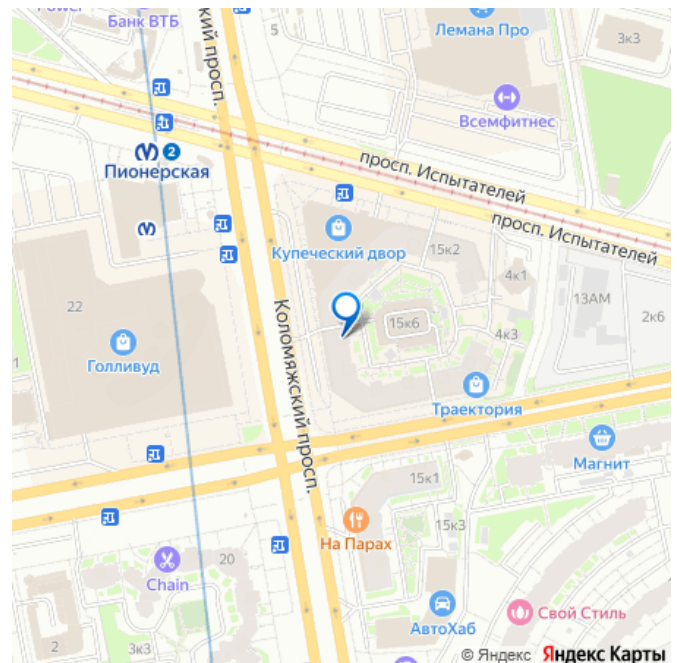 Банк ВТБ
5
Лемана Про
3к3
Всемфитнес
ский просп.
просп. Испытателей
2
Пионерская
просп. Испытателей
Купеческий двор
15к2
4к1
13АМ
2к6
22
15к6
4к3
Голливуд
1
Коломяжский просп.
Траектория
Магнит
15к1
На Парах
15к3
20
Chain
АвтоХаб
Свой Стиль
2
3к3
© Яндекс Яндекс Карты